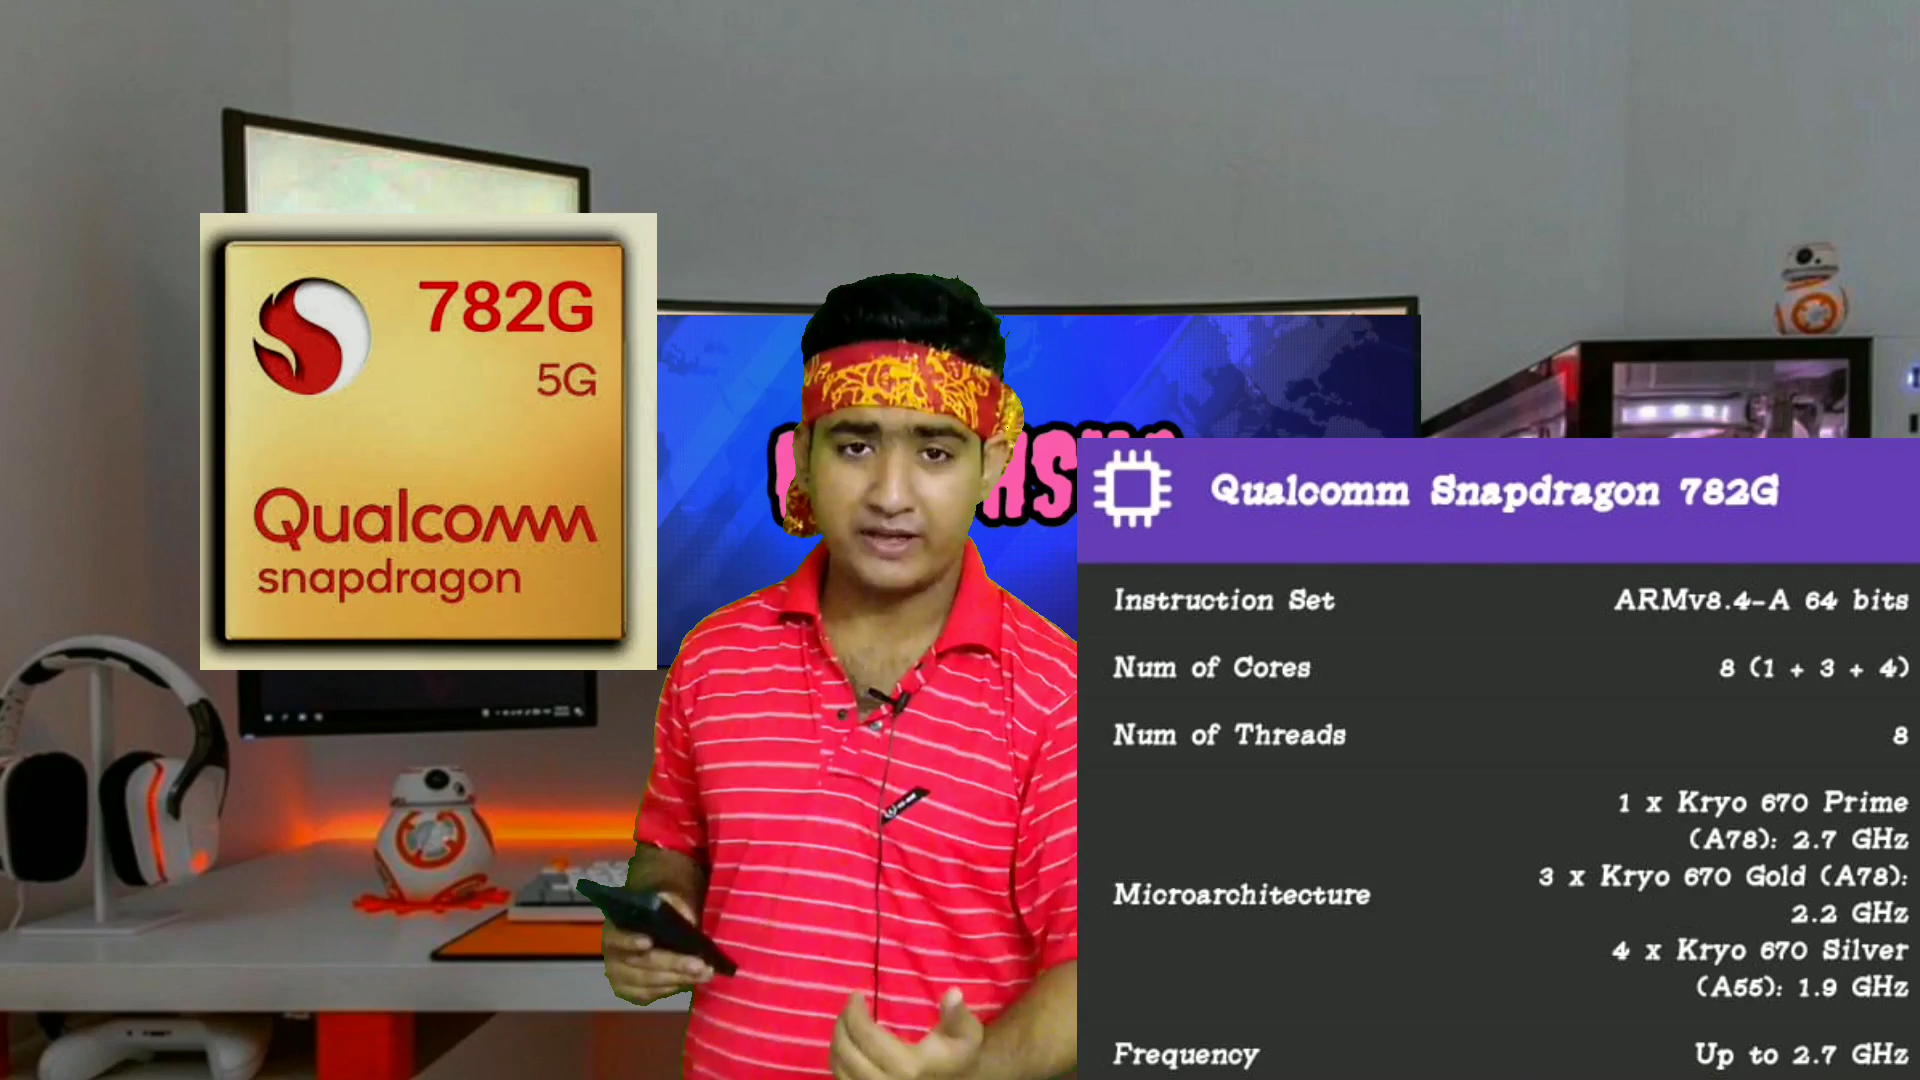 782G
5G
Qualcomm
snapdragon
Qualcomm Snapdragon 782G
Instruction Set ARMv8.4-A 64 bits
Num of Cores 8 (1 + 3 + 4)
Num of Threads 8
Microarchitecture
1 x Kryo 670 Prime
(A78): 2.7 GHz
3 x Kryo 670 Gold (A78):
2.2 GHz
4 x Kryo 670 Silver
(A55): 1.9 GHz
Frequency Up to 2.7 GHz